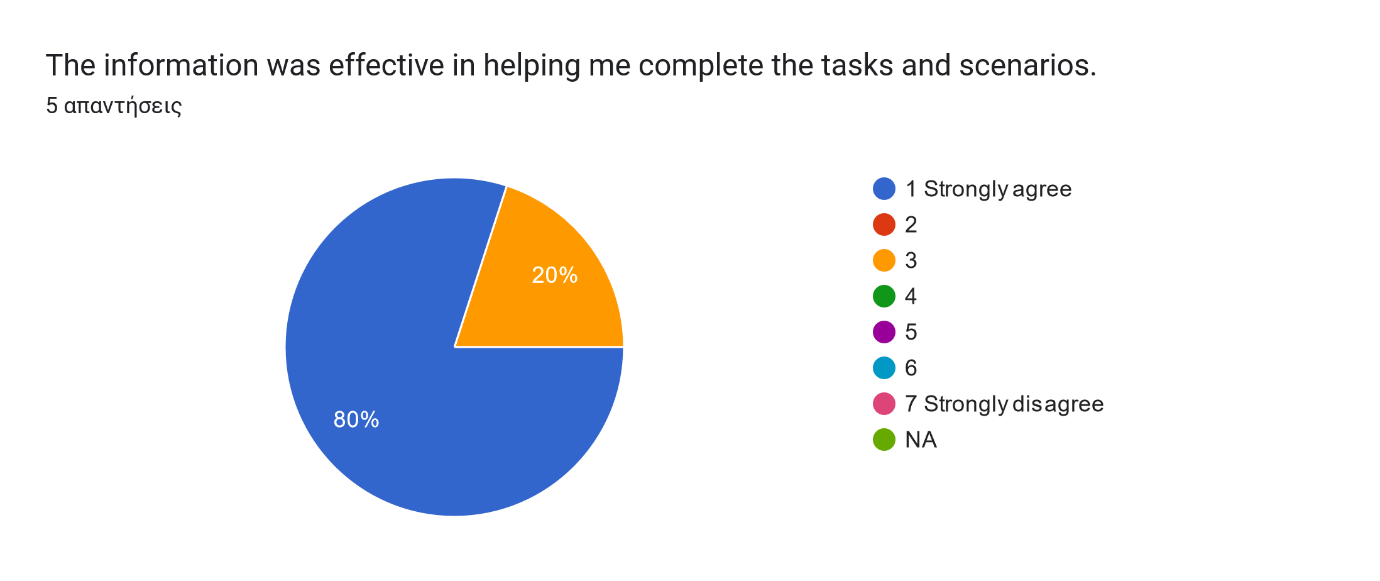 The information was effective in helping me complete the tasks and scenarios.
5 απαντήσεις
1 Strongly agree
2
3
4
5
6
7 Strongly disagree
NA
20%
80%